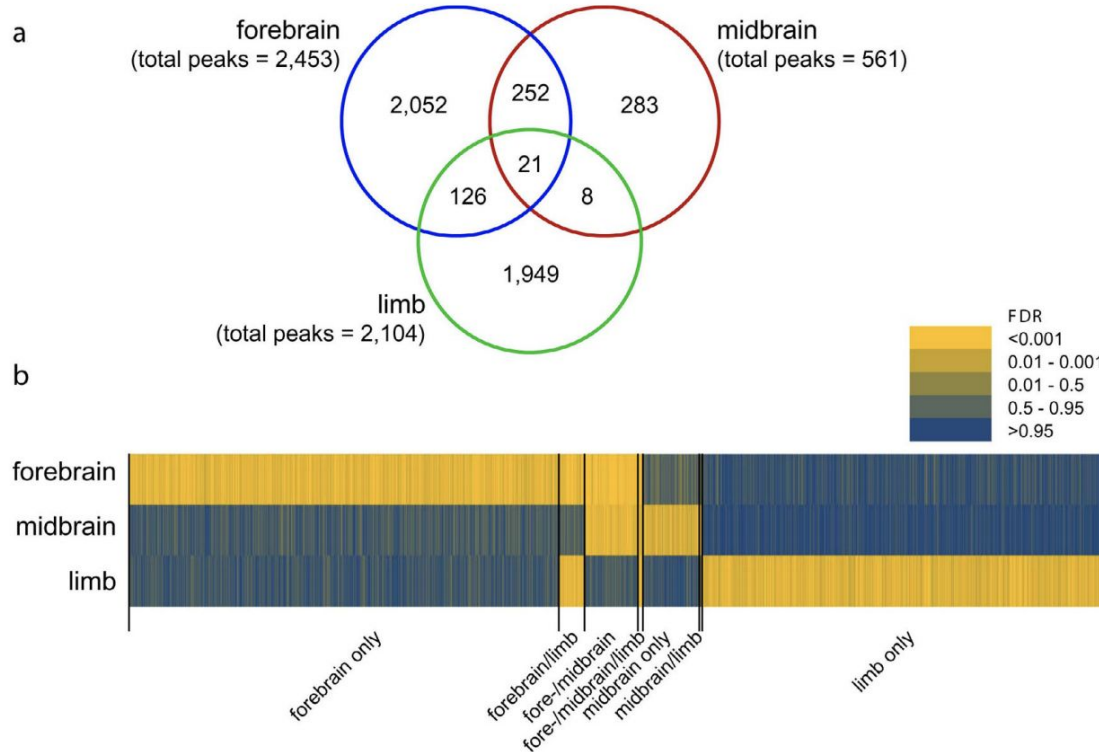 a
forebrain
(total peaks = 2,453)
midbrain
(total peaks = 561)
2,052
252
283
21
126
8
1,949
limb
(total peaks = 2,104)
FDR
<0.001
0.01 - 0.001
0.01 - 0.5
0.5 - 0.95
>0.95
b
forebrain
midbrain
limb
forebrain only
forebrain/limb
fore-/midbrain
fore-/midbrain/limb
midbrain only
midbrain/limb
limb only